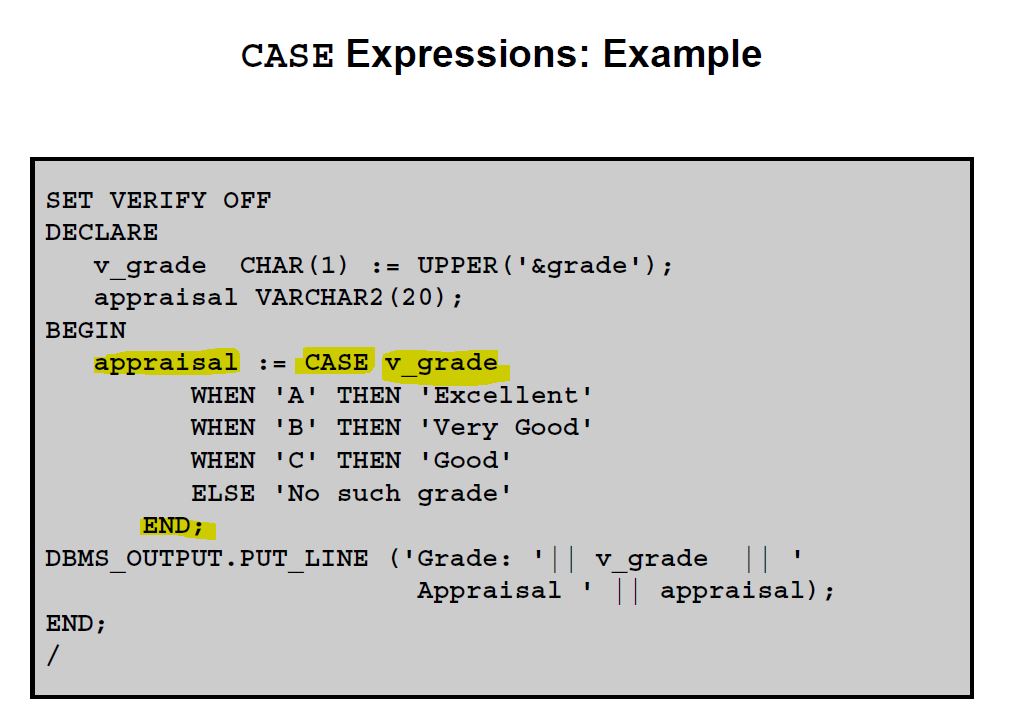 CASE Expressions: Example
SET VERIFY OFF
DECLARE
v_grade CHAR(1) := UPPER('&grade');
appraisal VARCHAR2(20);
BEGIN
appraisal := CASE v_grade
WHEN 'A' THEN 'Excellent'
WHEN 'B' THEN 'Very Good'
WHEN 'C' THEN 'Good'
ELSE 'No such grade'
END;
DBMS_OUTPUT.PUT_LINE ('Grade: '|| v_grade || '
Appraisal ' || appraisal);
END;
/